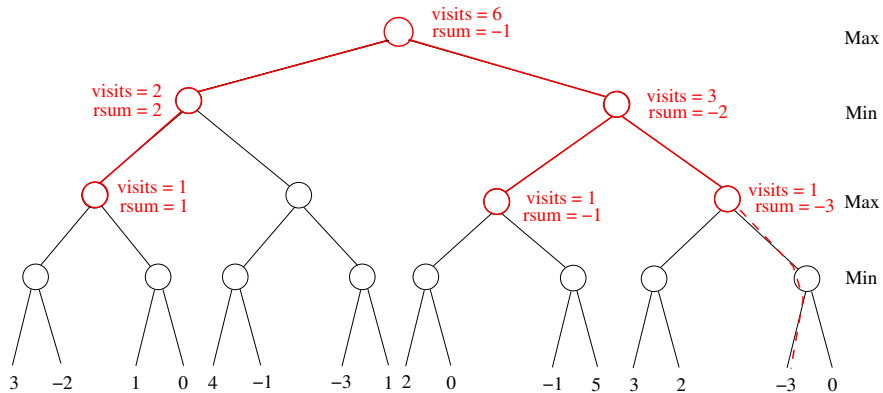 visits = 6
rsum = −1
Max
visits = 2
rsum = 2
visits = 3
rsum = −2
Min
visits = 1
rsum = 1
visits = 1
rsum = −1
visits = 1
rsum = −3
Max
Min
3 −2 1 0 4 −1 −3 1 2 0 −1 5 3 2 −3 0